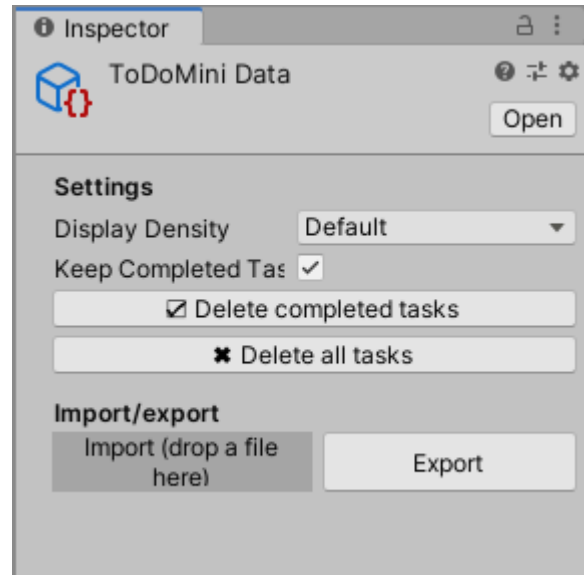 Inspector
ToDoMini Data
Open
Settings
Display Density Default
Keep Completed Tas
Delete completed tasks
Delete all tasks
Import/export
Import (drop a file
here)
Export